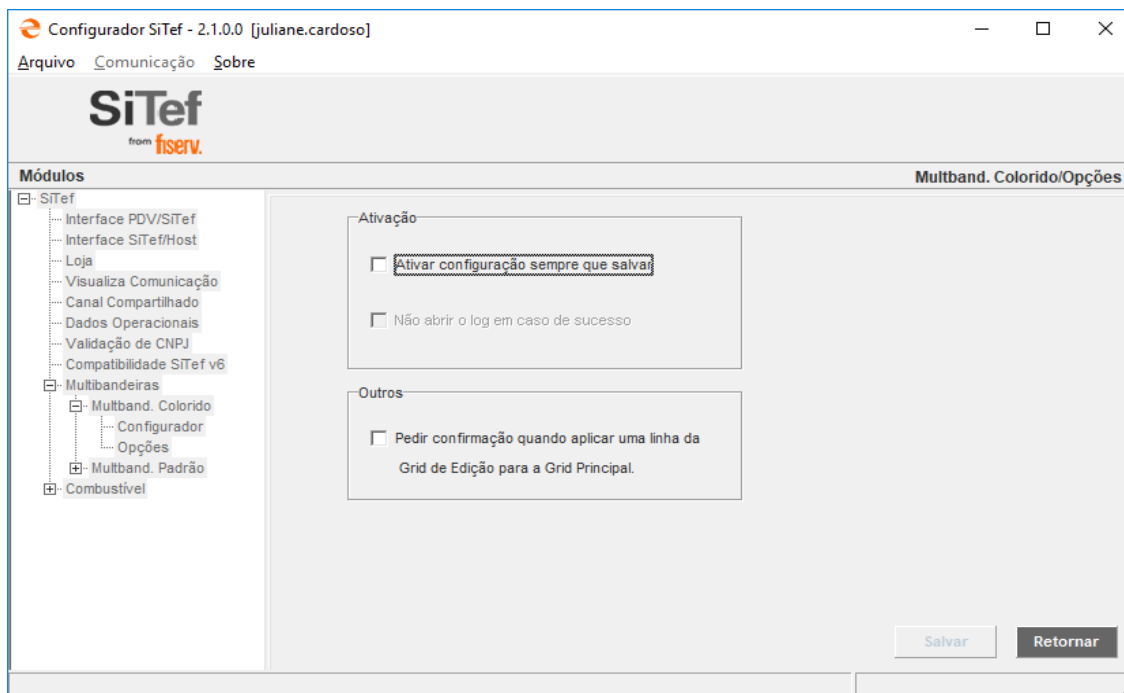 Configurador SiTef - 2.1.0.0 [juliane.cardoso]
Arquivo Comunicação Sobre
SiTef
from fiserv.
Módulos
Multband. Colorido/Opções
SiTef
Interface PDV/SiTef
Interface SiTef/Host
Loja
Visualiza Comunicação
Canal Compartilhado
Dados Operacionais
Validação de CNPJ
Compatibilidade SiTef v6
Multibandeiras
Multband. Colorido
Configurador
Opções
Multband. Padrão
Combustível
Ativação
Ativar configuração sempre que salvar
Não abrir o log em caso de sucesso
Outros
Pedir confirmação quando aplicar uma linha da
Grid de Edição para a Grid Principal.
Salvar
Retornar